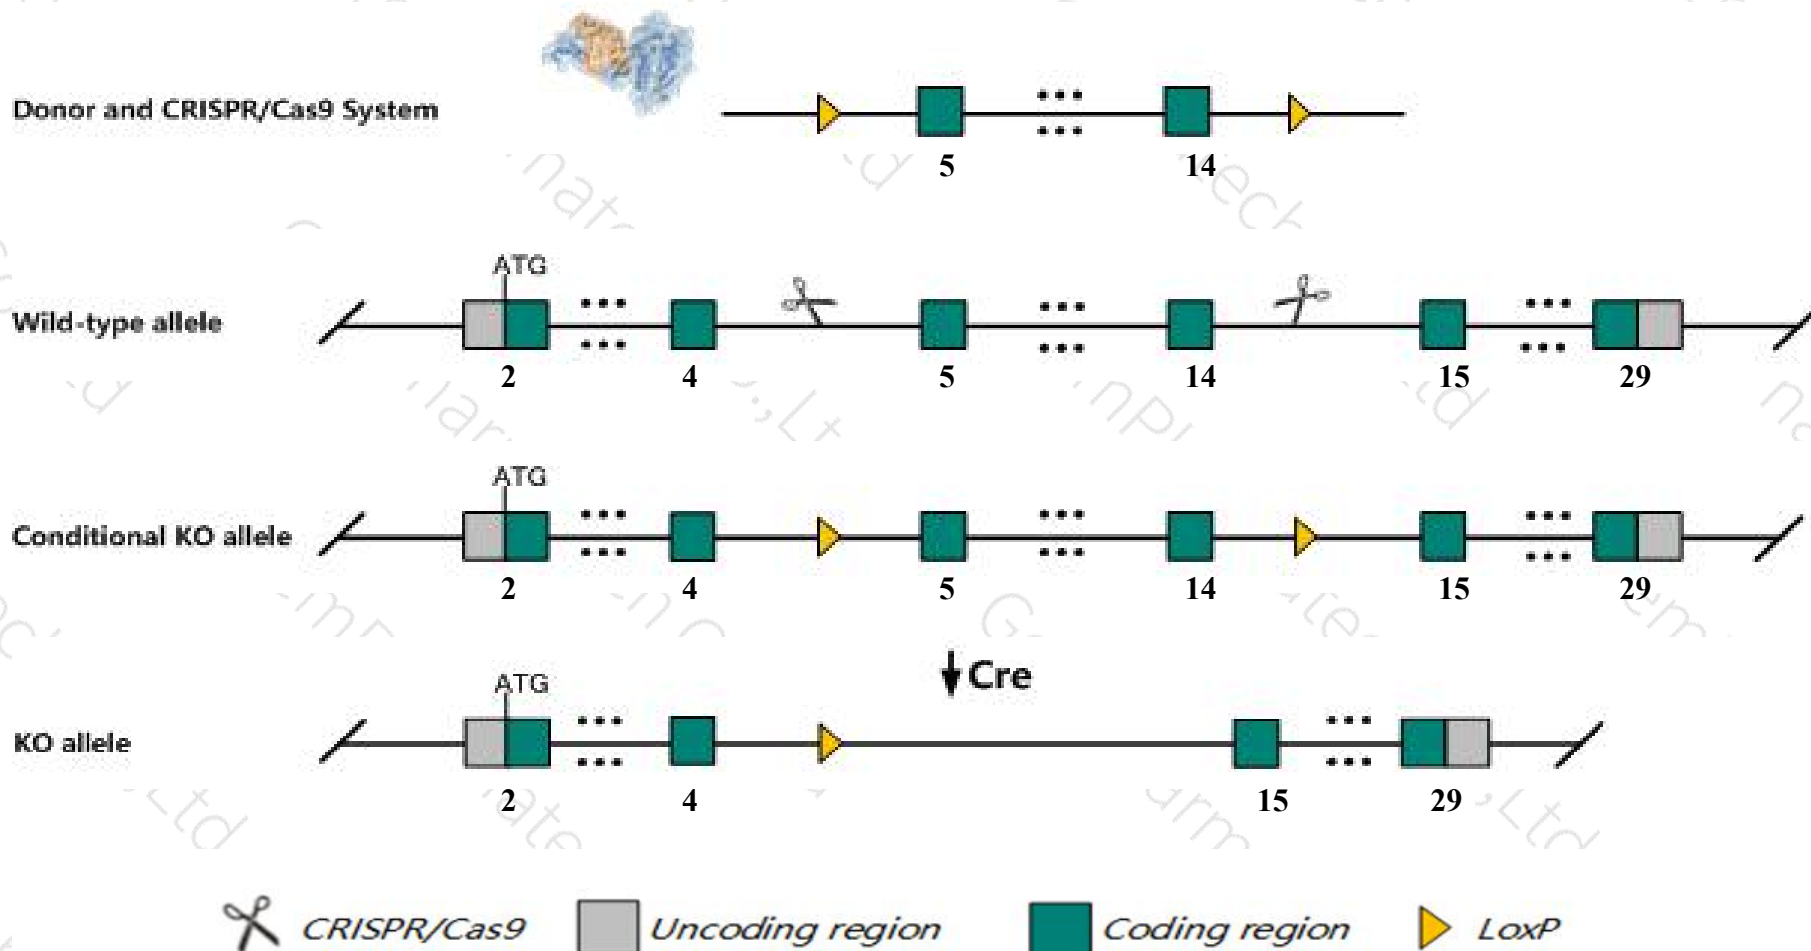 Donor and CRISPR/Cas9 System
5 14
ATG
Wild-type allele
2 4 5 14 15 29
ATG
Conditional KO allele
2 4 5 14 15 29
Cre
ATG
KO allele
2 4 15 29
CRISPR/Cas9 Uncoding region Coding region LoxP